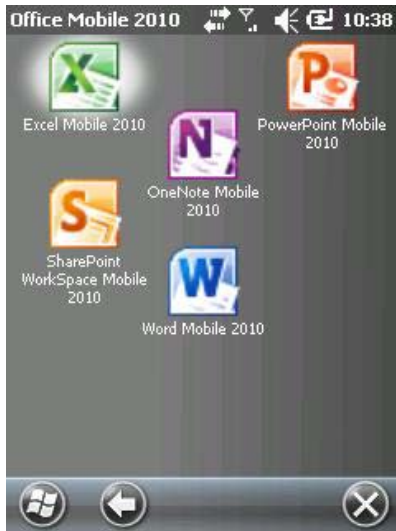 Office Mobile 2010 10:38
Excel Mobile 2010
PowerPoint Mobile
2010
OneNote Mobile
2010
SharePoint
WorkSpace Mobile
2010
Word Mobile 2010